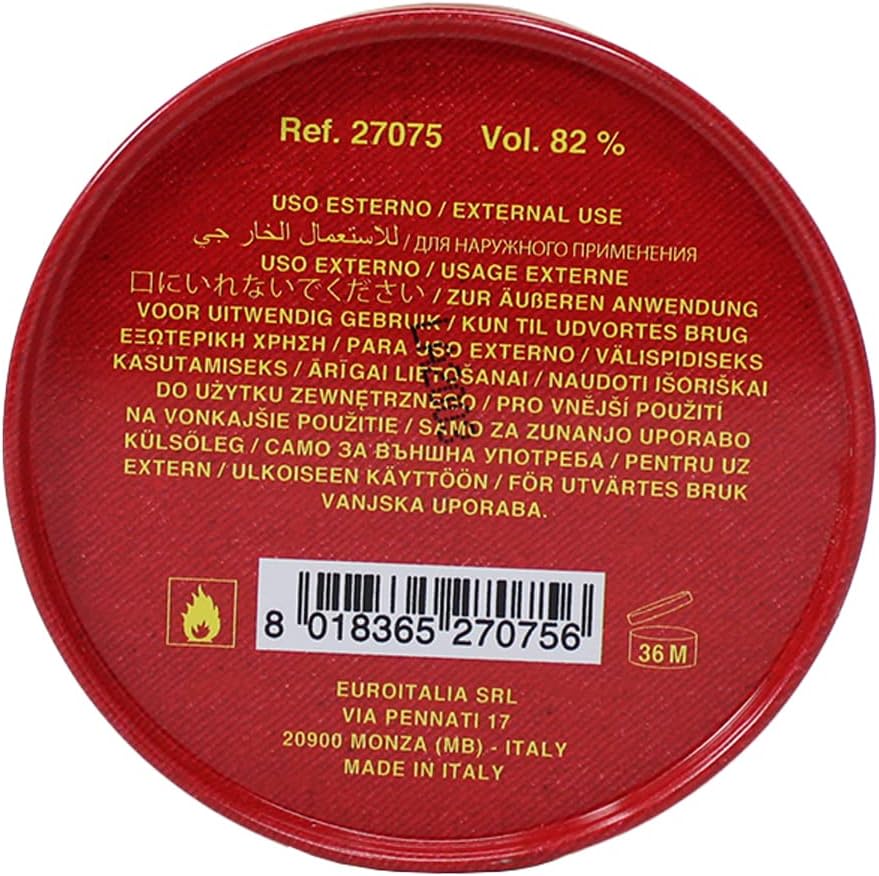 Ref. 27075 Vol. 82 %
USO ESTERNO / EXTERNAL USE
للاستعمال الخار جي / ДЛЯ НАРУЖНОГО ПРИМЕНЕНИЯ
USO EXTERNO / USAGE EXTERNE
口にいれないでください / ZUR ÄUßEREN ANWENDUNG
VOOR UITWENDIG GEBRUIK / KUN TIL UDVORTES BRUG
ΕΞΩΤΕΡΙΚΗ ΧΡΗΣΗ / PARA USO EXTERNO / VÄLISPIDISEKS
KASUTAMISEKS / ĀRĪGAI LIETOŠANAI / NAUDOTI IŠORIŠKAI
DO UŻYTKU ZEWNĘTRZNEGO / PRO VNĚJŠÍ POUŽITÍ
NA VONKAJŠIE POUŽITIE / SAMO ZA ZUNANJO UPORABO
KÜLSÖLEG / САМО ЗА ВЪНШНА УПОТРЕБА / PENTRU UZ
EXTERN / ULKOISEEN KÄYTTÖÖN / FÖR UTVÄRTES BRUK
VANJSKA UPORABA.
8 018365 270756
36 M
EUROITALIA SRL
VIA PENNATI 17
20900 MONZA (MB) - ITALY
MADE IN ITALY